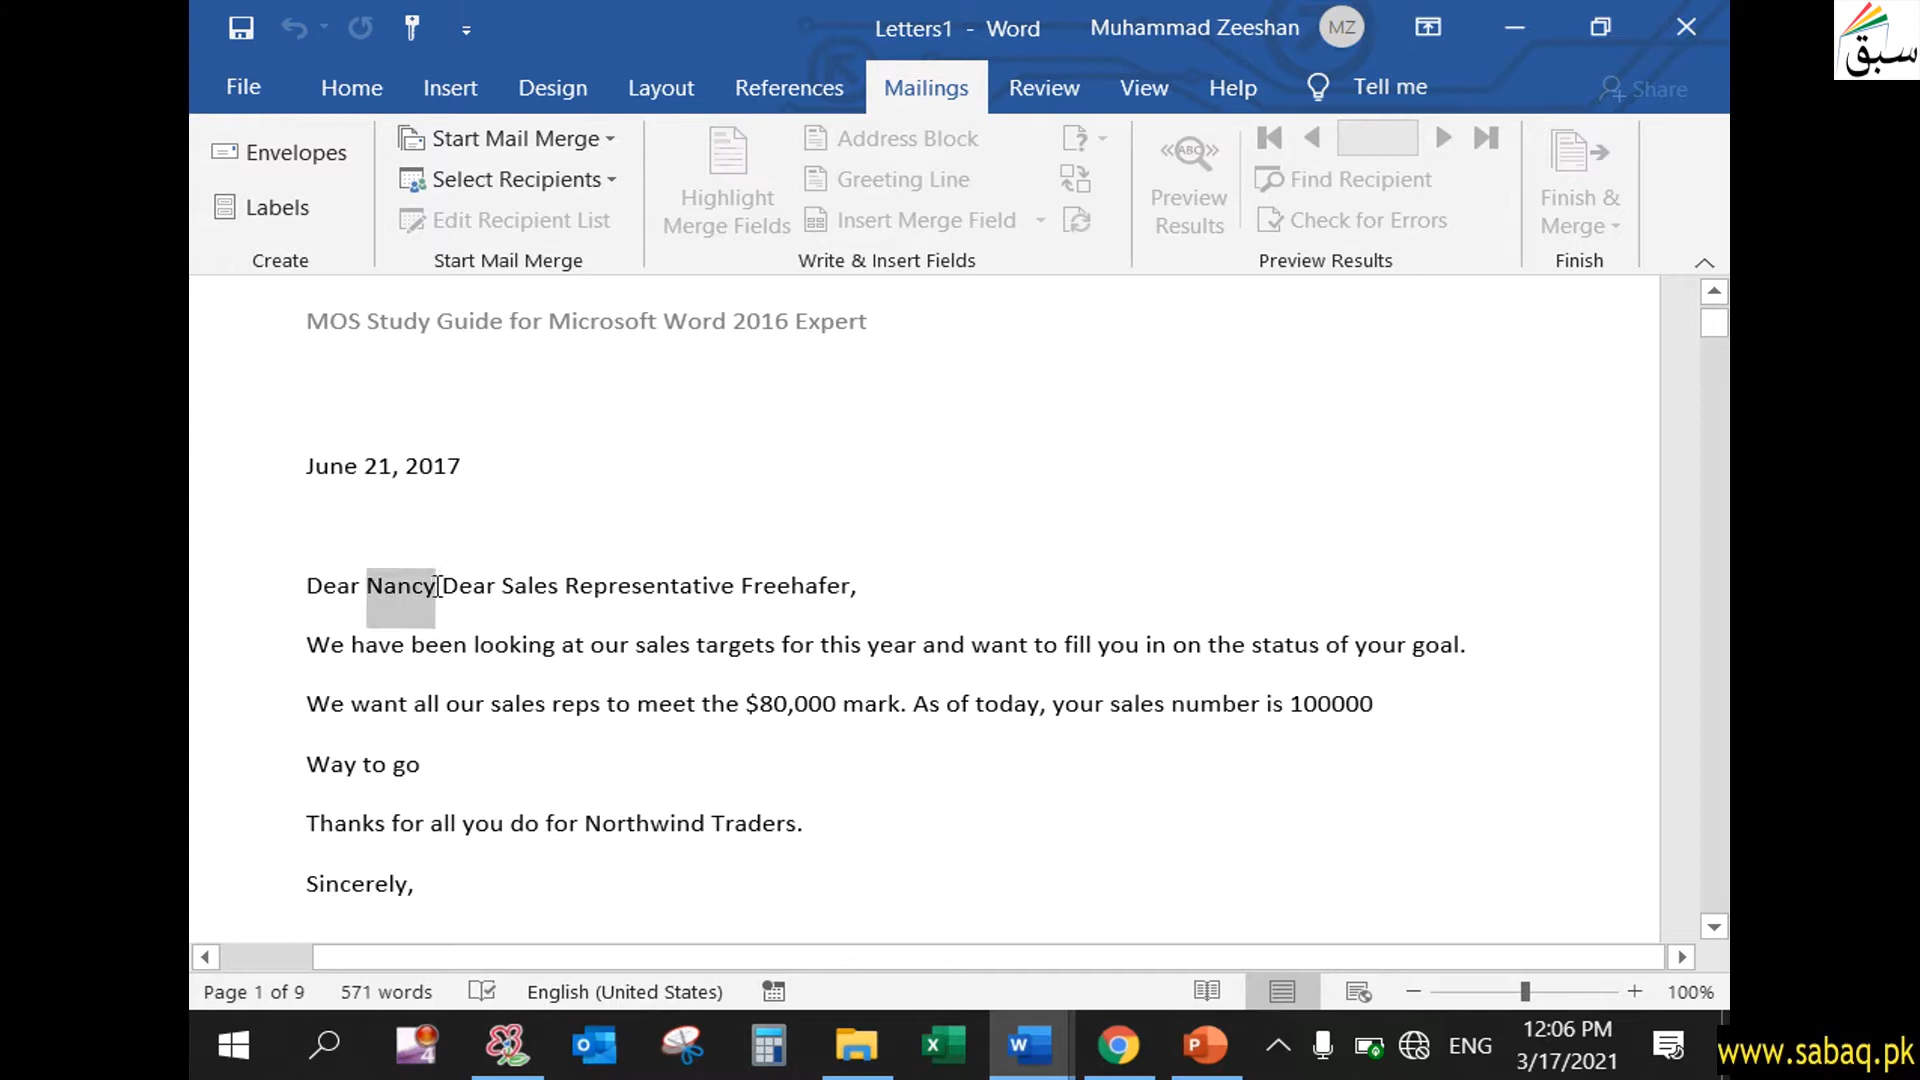 Letters1 - Word
Muhammad Zeeshan MZ
سبق
File Home Insert Design Layout References Mailings Review View Help Tell me Share
Envelopes
Labels
Create
Start Mail Merge
Select Recipients
Edit Recipient List
Start Mail Merge
Highlight
Merge Fields
Address Block
Greeting Line
Insert Merge Field
Write & Insert Fields
ABC
Preview
Results
Find Recipient
Check for Errors
Preview Results
Finish &
Merge
Finish
MOS Study Guide for Microsoft Word 2016 Expert
June 21, 2017
Dear Nancy Dear Sales Representative Freehafer,
We have been looking at our sales targets for this year and want to fill you in on the status of your goal.
We want all our sales reps to meet the $80,000 mark. As of today, your sales number is 100000
Way to go
Thanks for all you do for Northwind Traders.
Sincerely,
Page 1 of 9 571 words English (United States) 100%
ENG
12:06 PM
3/17/2021
www.sabaq.pk